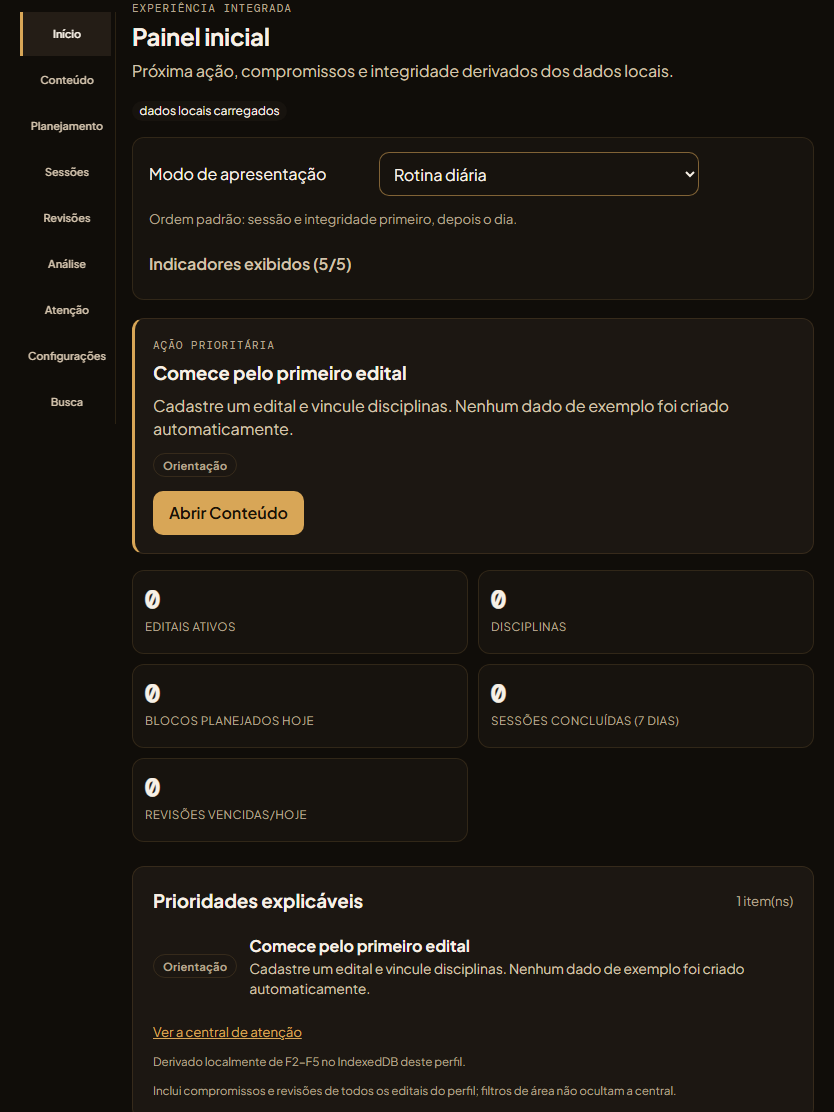 Início
Conteúdo
Planejamento
Sessões
Revisões
Análise
Atenção
Configurações
Busca
EXPERIÊNCIA INTEGRADA
Painel inicial
Próxima ação, compromissos e integridade derivados dos dados locais.
dados locais carregados
Modo de apresentação
Rotina diária
Ordem padrão: sessão e integridade primeiro, depois o dia.
Indicadores exibidos (5/5)
AÇÃO PRIORITÁRIA
Comece pelo primeiro edital
Cadastre um edital e vincule disciplinas. Nenhum dado de exemplo foi criado
automaticamente.
Orientação
Abrir Conteúdo
0
EDITAIS ATIVOS
0
DISCIPLINAS
0
BLOCOS PLANEJADOS HOJE
0
SESSÕES CONCLUÍDAS (7 DIAS)
0
REVISÕES VENCIDAS/HOJE
Prioridades explicáveis
1 item(ns)
Orientação
Comece pelo primeiro edital
Cadastre um edital e vincule disciplinas. Nenhum dado de exemplo foi criado
automaticamente.
Ver a central de atenção
Derivado localmente de F2–F5 no IndexedDB deste perfil.
Inclui compromissos e revisões de todos os editais do perfil; filtros de área não ocultam a central.